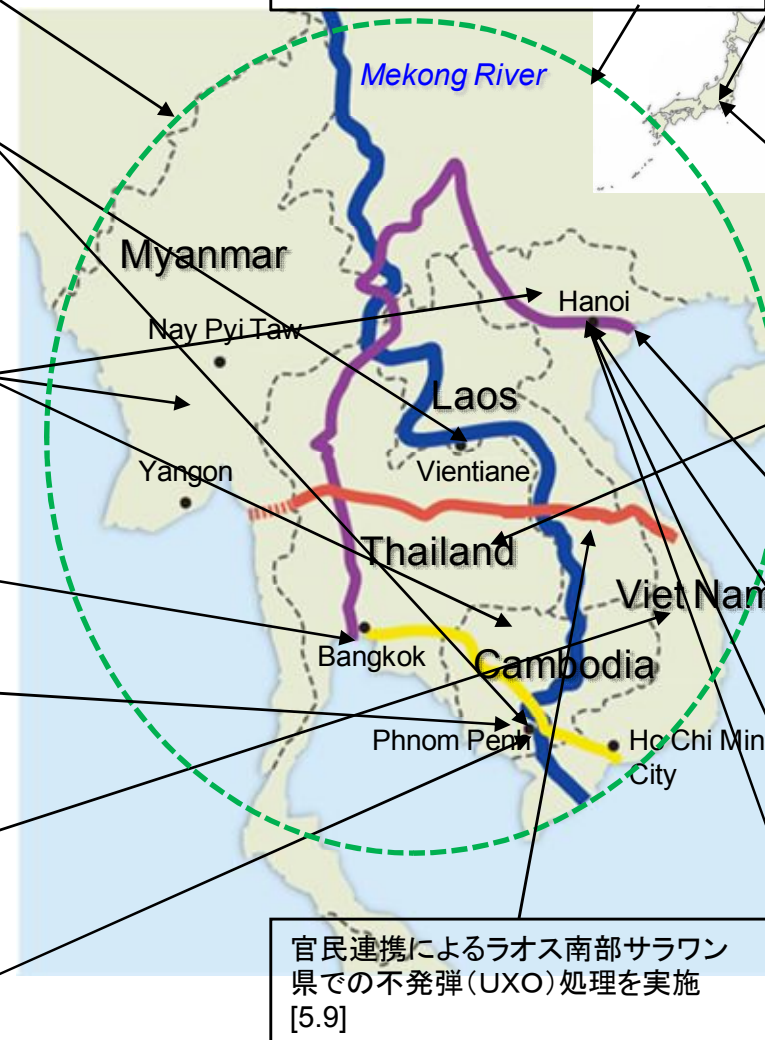 Mekong River
Myanmar
Hanoi
Nay Pyi Taw
Laos
Yangon
Vientiane
Thailand
Viet Nam
Bangkok
Cambodia
Phnom Penh
Ho Chi Min
City
官民連携によるラオス南部サラワン
県での不発弾(UXO)処理を実施
[5.9]